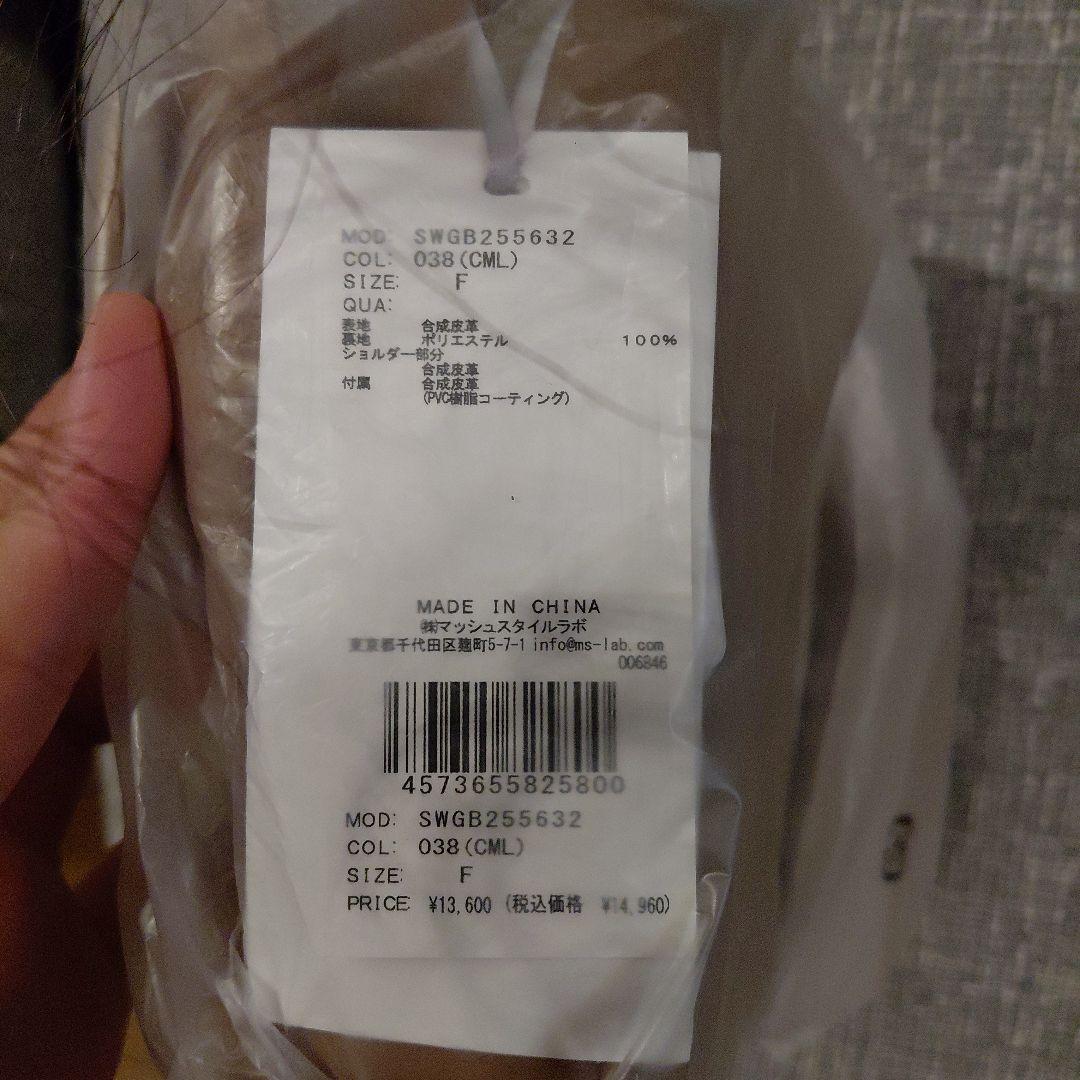 MOD: SWGB255632
COL: 038(CML)
SIZE: F
QUA:
表地 合成皮革
裏地 ポリエステル 100%
ショルダー部分
合成皮革
付属 合成皮革
(PVC樹脂コーティング)
MADE IN CHINA
㈱マッシュスタイルラボ
東京都千代田区麹町5-7-1 info@ms-lab.com
006846
4573655825800
MOD: SWGB255632
COL: 038(CML)
SIZE: F
PRICE: ¥13,600 (税込価格 ¥14,960)